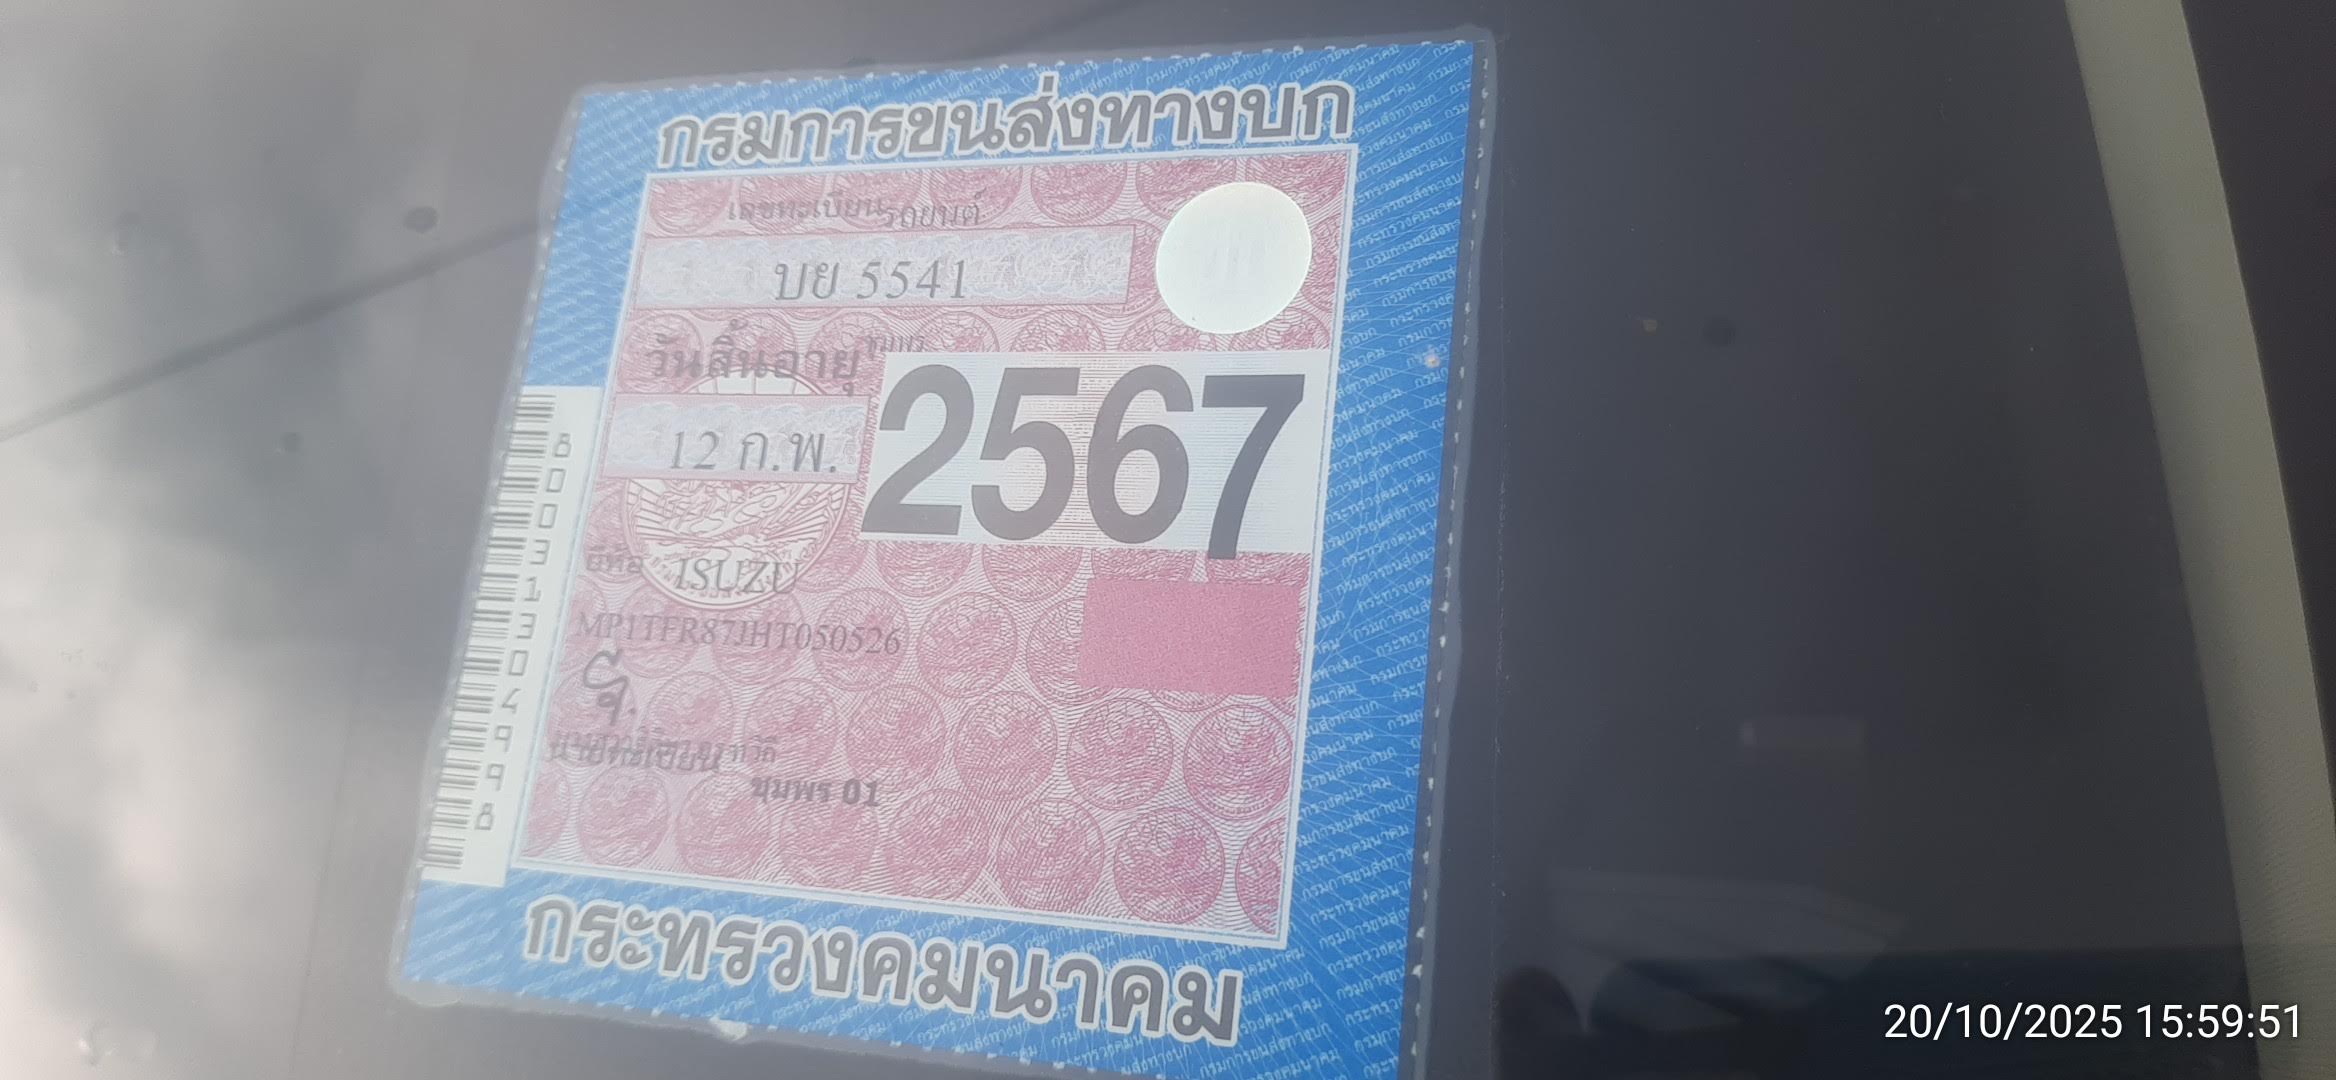 กรมการขนส่งทางบก
เลขทะเบียนรถยนต์
บย 5541
ชุมพร
วันสิ้นอายุ
12 ก.พ. 2567
ยี่ห้อ ISUZU
MP1TFR87JHT050526
นายทะเบียน
ชุมพร 01
กระทรวงคมนาคม
20/10/2025 15:59:51